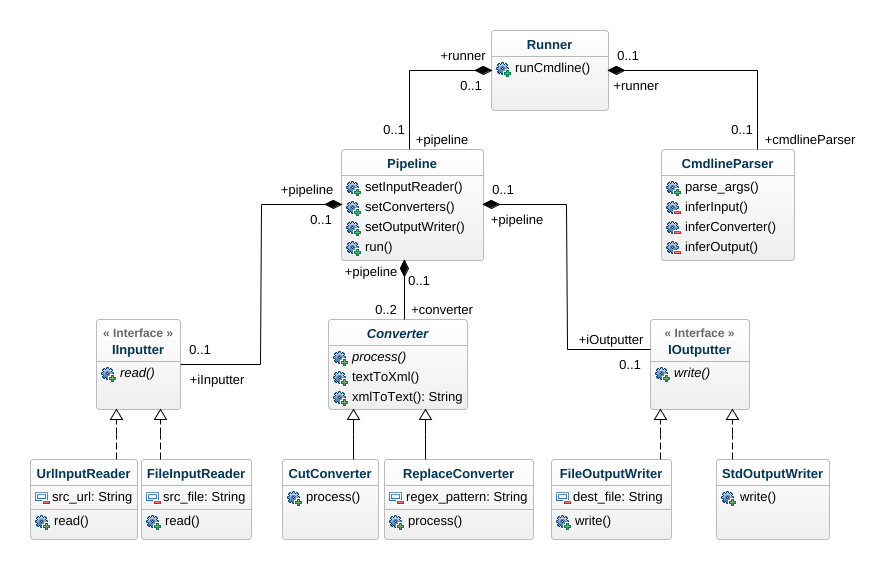 Runner
runCmdline()
+runner
0..1
0..1
+runner
0..1
+pipeline
0..1
+cmdlineParser
Pipeline
setInputReader()
setConverters()
setOutputWriter()
run()
CmdlineParser
parse_args()
inferInput()
inferConverter()
inferOutput()
+pipeline
0..1
0..1
+pipeline
+pipeline
0..1
0..2
+converter
« Interface »
IInputter
read()
0..1
+iInputter
Converter
process()
textToXml()
xmlToText(): String
+iOutputter
0..1
« Interface »
IOutputter
write()
UrlInputReader
src_url: String
read()
FileInputReader
src_file: String
read()
CutConverter
process()
ReplaceConverter
regex_pattern: String
process()
FileOutputWriter
dest_file: String
write()
StdOutputWriter
write()